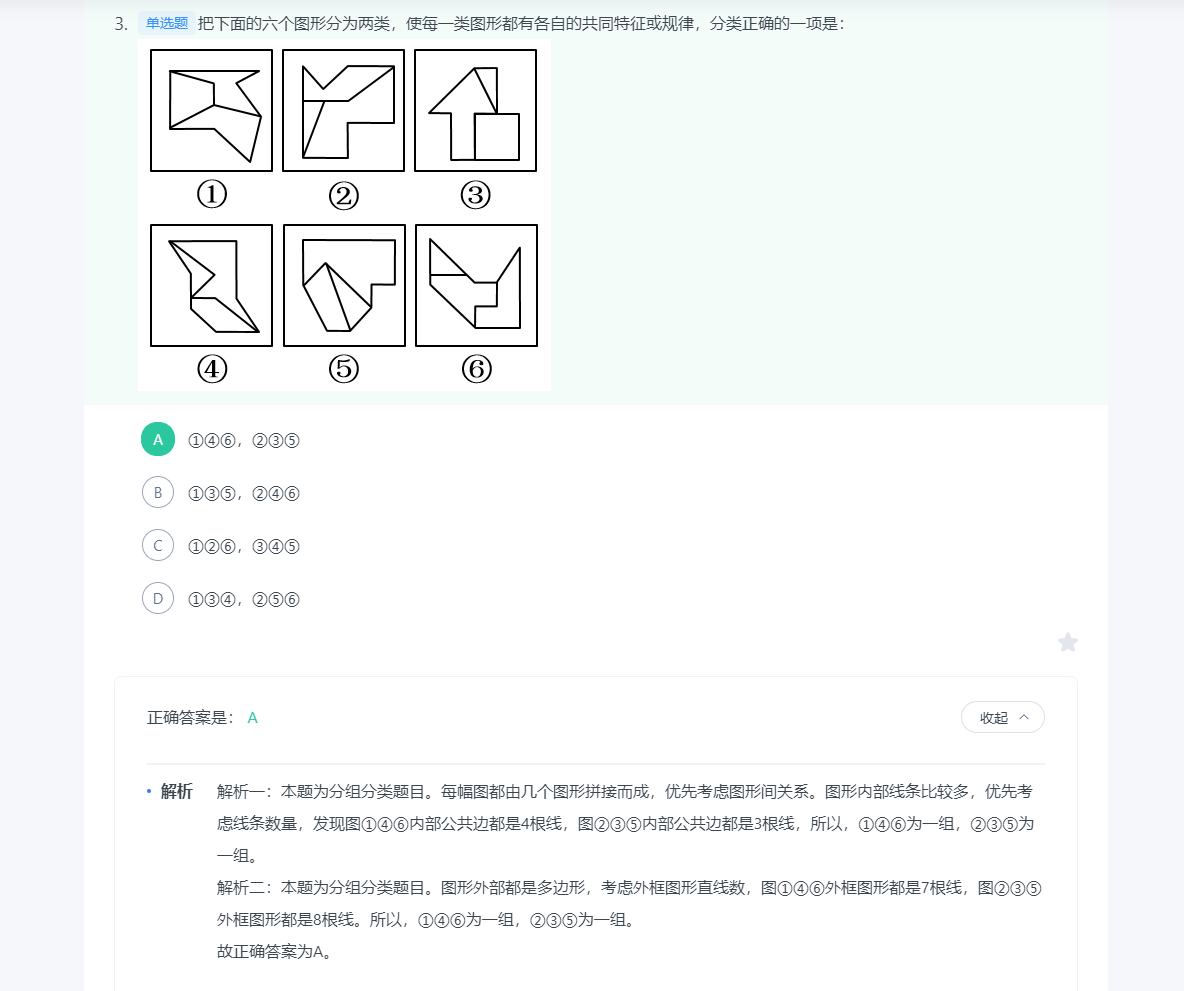 3. 单选题 把下面的六个图形分为两类，使每一类图形都有各自的共同特征或规律，分类正确的一项是：
① ② ③
④ ⑤ ⑥
A ①④⑥，②③⑤
B ①③⑤，②④⑥
C ①②⑥，③④⑤
D ①③④，②⑤⑥
正确答案是： A 收起
• 解析 解析一：本题为分组分类题目。每幅图都由几个图形拼接而成，优先考虑图形间关系。图形内部线条比较多，优先考
虑线条数量，发现图①④⑥内部公共边都是4根线，图②③⑤内部公共边都是3根线，所以，①④⑥为一组，②③⑤为
一组。
解析二：本题为分组分类题目。图形外部都是多边形，考虑外框图形直线数，图①④⑥外框图形都是7根线，图②③⑤
外框图形都是8根线。所以，①④⑥为一组，②③⑤为一组。
故正确答案为A。